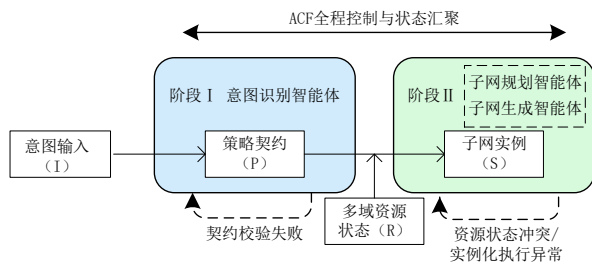 ACF全程控制与状态汇聚
阶段Ⅰ 意图识别智能体
阶段Ⅱ
子网规划智能体
子网生成智能体
意图输入
（I）
策略契约
（P）
子网实例
（S）
契约校验失败
多域资源
状态（R）
资源状态冲突/
实例化执行异常